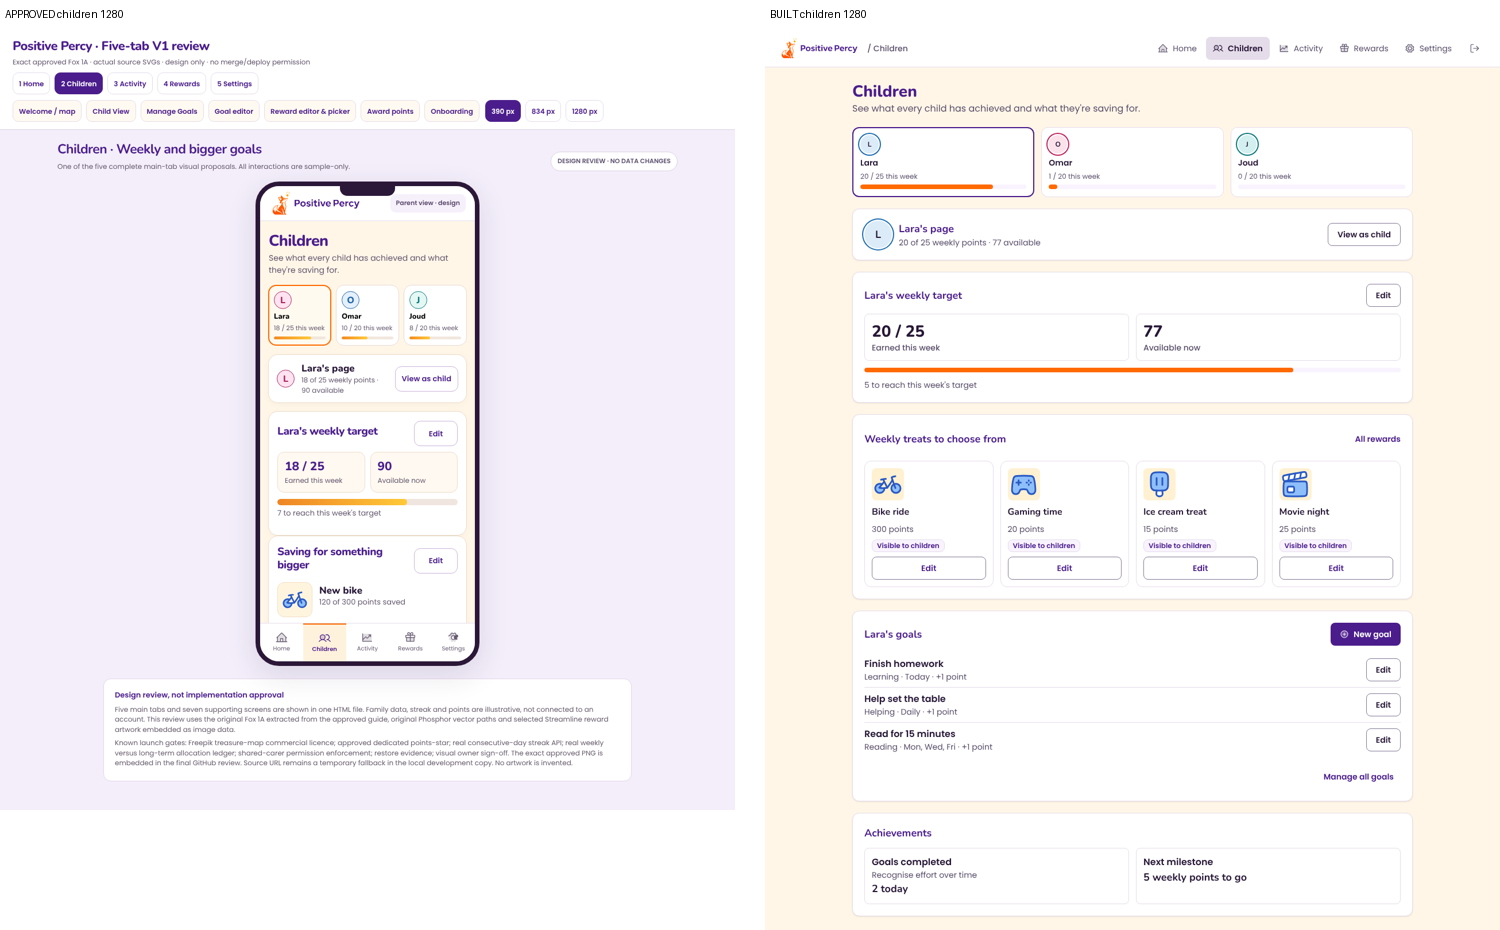 APPROVED children 1280
Positive Percy · Five-tab V1 review
Exact approved Fox 1A · actual source SVGs · design only · no merge/deploy permission
1 Home
2 Children
3 Activity
4 Rewards
5 Settings
Welcome / map
Child View
Manage Goals
Goal editor
Reward editor & picker
Award points
Onboarding
390 px
834 px
1280 px
Children · Weekly and bigger goals
One of the five complete main-tab visual proposals. All interactions are sample-only.
DESIGN REVIEW · NO DATA CHANGES
Positive Percy
Parent view · design
Children
See what every child has achieved and what
they're saving for.
L
Lara
18 / 25 this week
O
Omar
10 / 20 this week
J
Joud
8 / 20 this week
L
Lara's page
18 of 25 weekly points ·
90 available
View as child
Lara's weekly target
Edit
18 / 25
Earned this week
90
Available now
7 to reach this week's target
Saving for something
bigger
Edit
New bike
120 of 300 points saved
Home
Children
Activity
Rewards
Settings
Design review, not implementation approval
Five main tabs and seven supporting screens are shown in one HTML file. Family data, streak and points are illustrative, not connected to an
account. This review uses the original Fox 1A extracted from the approved guide, original Phosphor vector paths and selected Streamline reward
artwork embedded as image data.
Known launch gates: Freepik treasure-map commercial licence; approved dedicated points-star; real consecutive-day streak API; real weekly
versus long-term allocation ledger; shared-carer permission enforcement; restore evidence; visual owner sign-off. The exact approved PNG is
embedded in the final GitHub review. Source URL remains a temporary fallback in the local development copy. No artwork is invented.
BUILT children 1280
Positive Percy
/ Children
Home
Children
Activity
Rewards
Settings
Children
See what every child has achieved and what they're saving for.
L
Lara
20 / 25 this week
O
Omar
1 / 20 this week
J
Joud
0 / 20 this week
L
Lara's page
20 of 25 weekly points · 77 available
View as child
Lara's weekly target
Edit
20 / 25
Earned this week
77
Available now
5 to reach this week's target
Weekly treats to choose from
All rewards
Bike ride
300 points
Visible to children
Edit
Gaming time
20 points
Visible to children
Edit
Ice cream treat
15 points
Visible to children
Edit
Movie night
25 points
Visible to children
Edit
Lara's goals
New goal
Finish homework
Learning · Today · +1 point
Edit
Help set the table
Helping · Daily · +1 point
Edit
Read for 15 minutes
Reading · Mon, Wed, Fri · +1 point
Edit
Manage all goals
Achievements
Goals completed
Recognise effort over time
2 today
Next milestone
5 weekly points to go